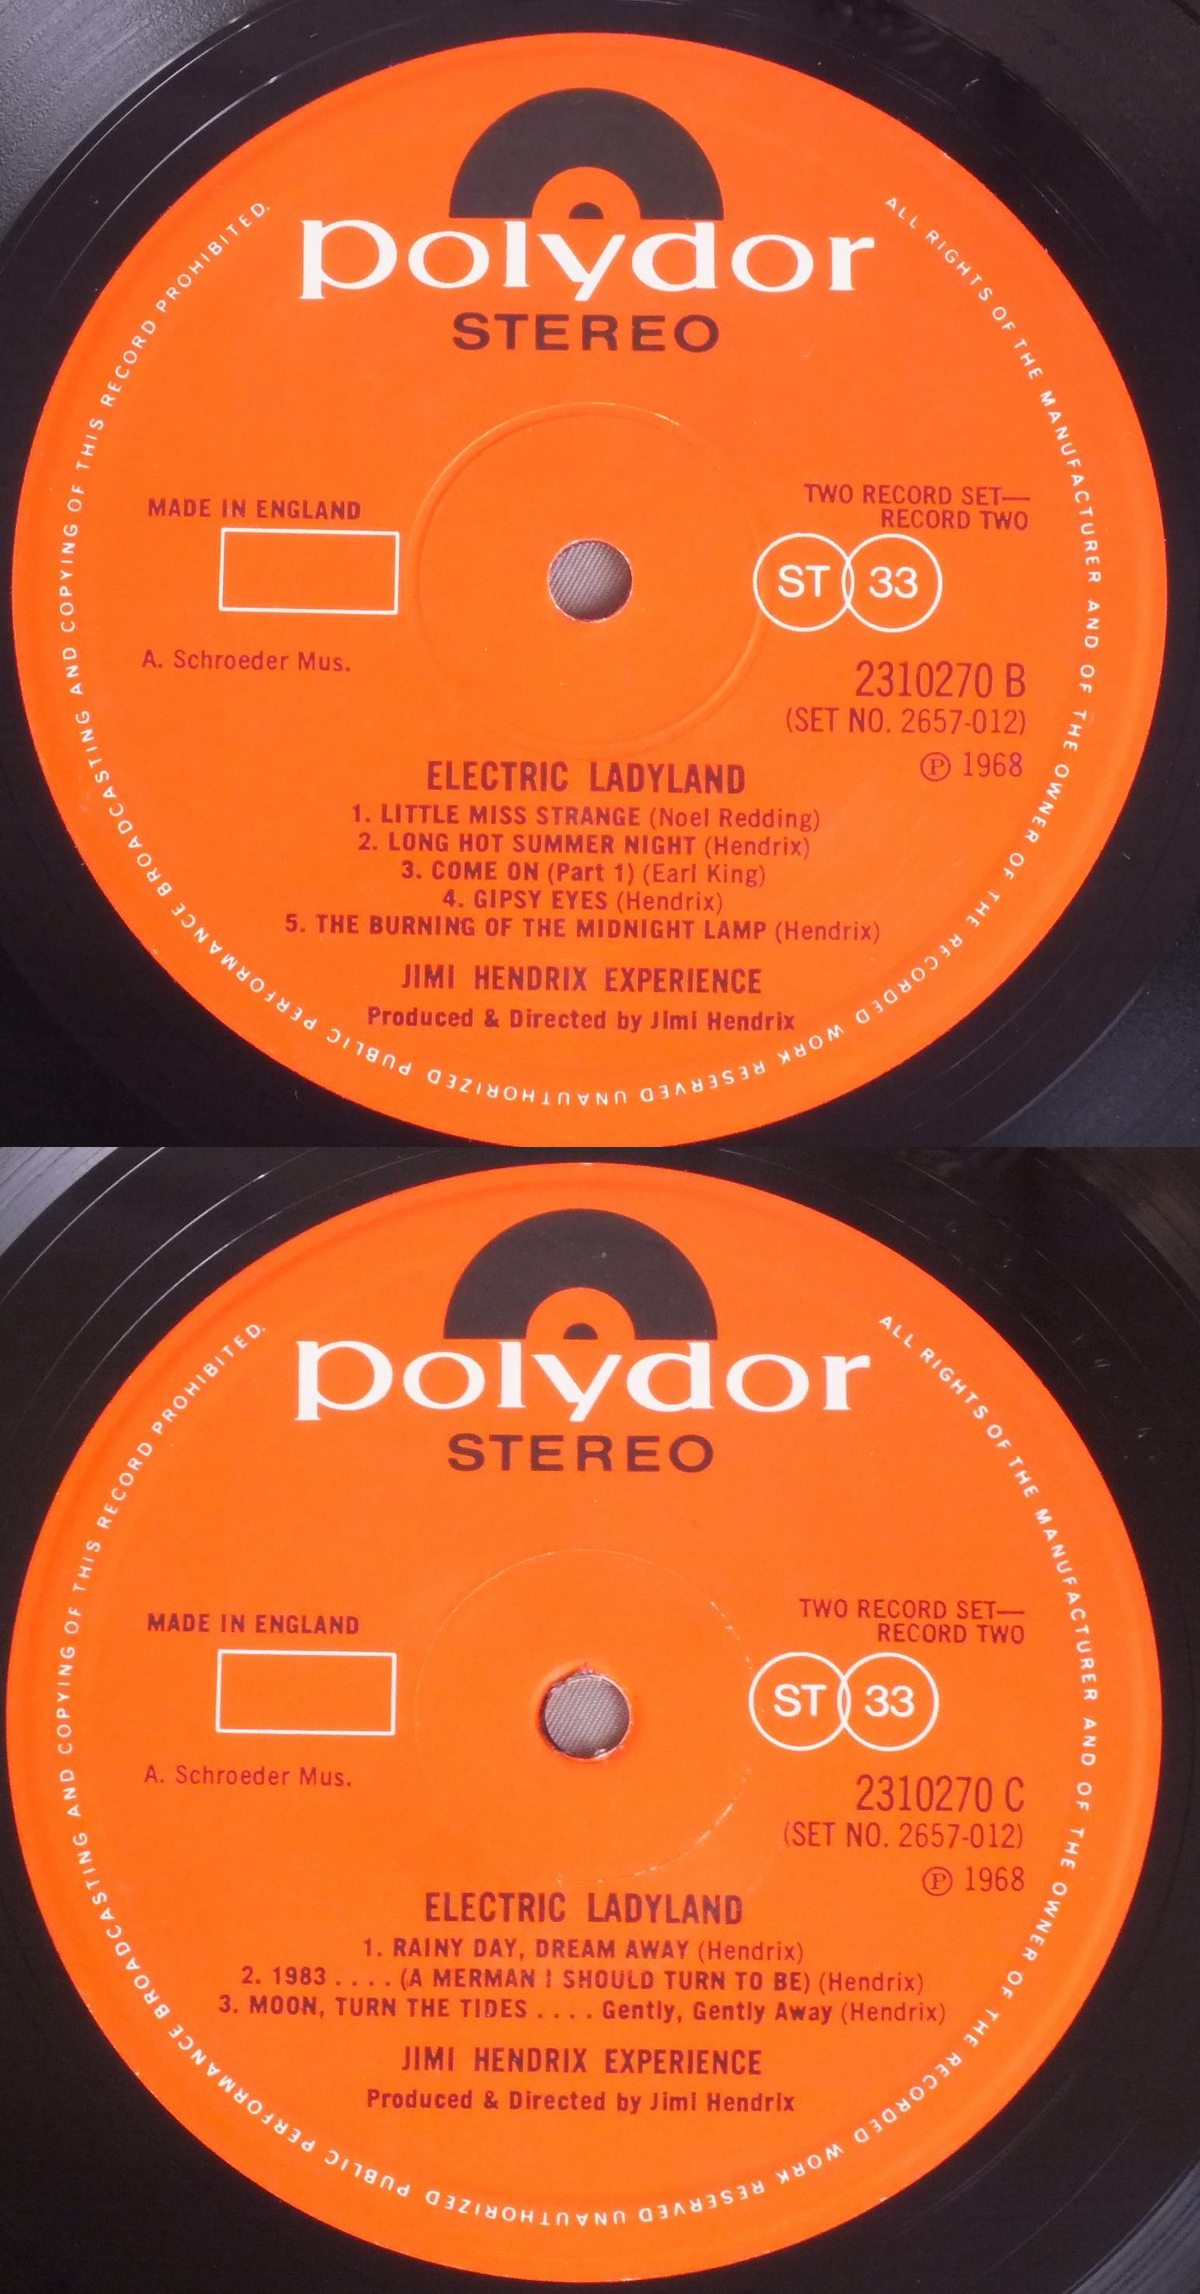 polydor
STEREO
ALL RIGHTS OF THE MANUFACTURER AND OF THE OWNER OF THE RECORDED WORK RESERVED UNAUTHORIZED PUBLIC PERFORMANCE BROADCASTING AND COPYING OF THIS RECORD PROHIBITED.
MADE IN ENGLAND
TWO RECORD SET—
RECORD TWO
ST 33
A. Schroeder Mus.
2310270 B
(SET NO. 2657-012)
Ⓟ 1968
ELECTRIC LADYLAND
1. LITTLE MISS STRANGE (Noel Redding)
2. LONG HOT SUMMER NIGHT (Hendrix)
3. COME ON (Part 1) (Earl King)
4. GIPSY EYES (Hendrix)
5. THE BURNING OF THE MIDNIGHT LAMP (Hendrix)
JIMI HENDRIX EXPERIENCE
Produced & Directed by Jimi Hendrix
polydor
STEREO
ALL RIGHTS OF THE MANUFACTURER AND OF THE OWNER OF THE RECORDED WORK RESERVED UNAUTHORIZED PUBLIC PERFORMANCE BROADCASTING AND COPYING OF THIS RECORD PROHIBITED.
MADE IN ENGLAND
TWO RECORD SET—
RECORD TWO
ST 33
A. Schroeder Mus.
2310270 C
(SET NO. 2657-012)
Ⓟ 1968
ELECTRIC LADYLAND
1. RAINY DAY, DREAM AWAY (Hendrix)
2. 1983 . . . . (A MERMAN I SHOULD TURN TO BE) (Hendrix)
3. MOON, TURN THE TIDES . . . . Gently, Gently Away (Hendrix)
JIMI HENDRIX EXPERIENCE
Produced & Directed by Jimi Hendrix